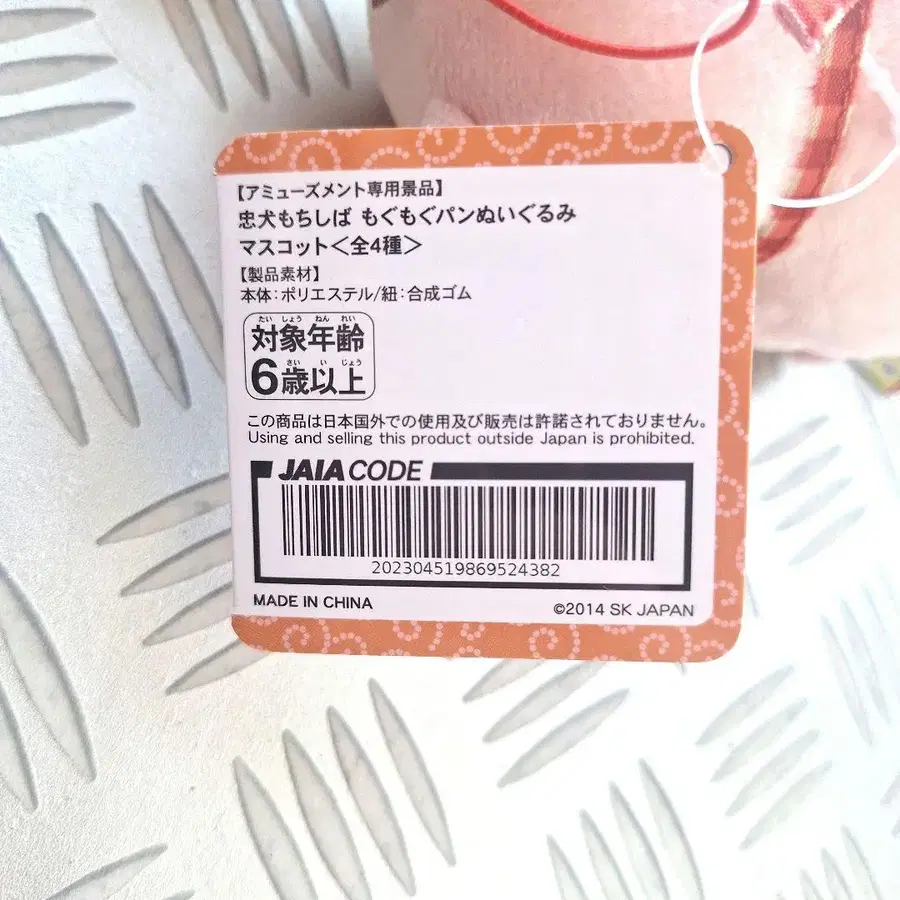 【アミューズメント専用景品】
忠犬もちしば もぐもぐパンぬいぐるみ
マスコット＜全4種＞
【製品素材】
本体：ポリエステル/紐：合成ゴム
たい しょう ねん れい
対象年齢
さい い じょう
6歳以上
この商品は日本国外での使用及び販売は許諾されておりません。
Using and selling this product outside Japan is prohibited.
JAIA CODE
202304519869524382
MADE IN CHINA
©2014 SK JAPAN